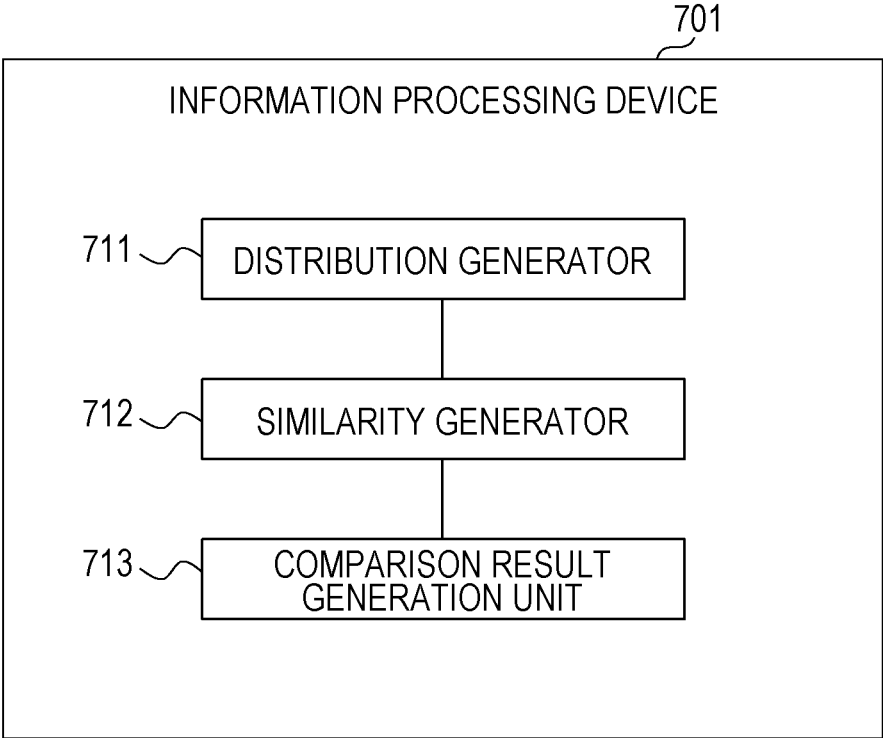 701
INFORMATION PROCESSING DEVICE
711
DISTRIBUTION GENERATOR
712
SIMILARITY GENERATOR
713
COMPARISON RESULT
GENERATION UNIT